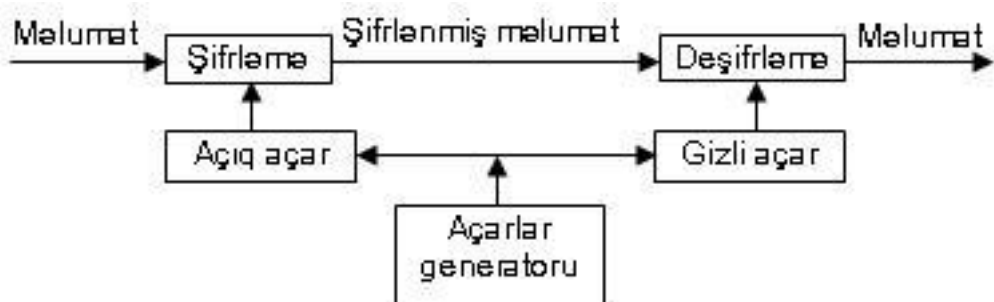 Məlumat
Şifrləmə
Şifrlənmiş məlumat
Deşifrləmə
Məlumat
Açıq açar
Gizli açar
Açarlar
generatoru